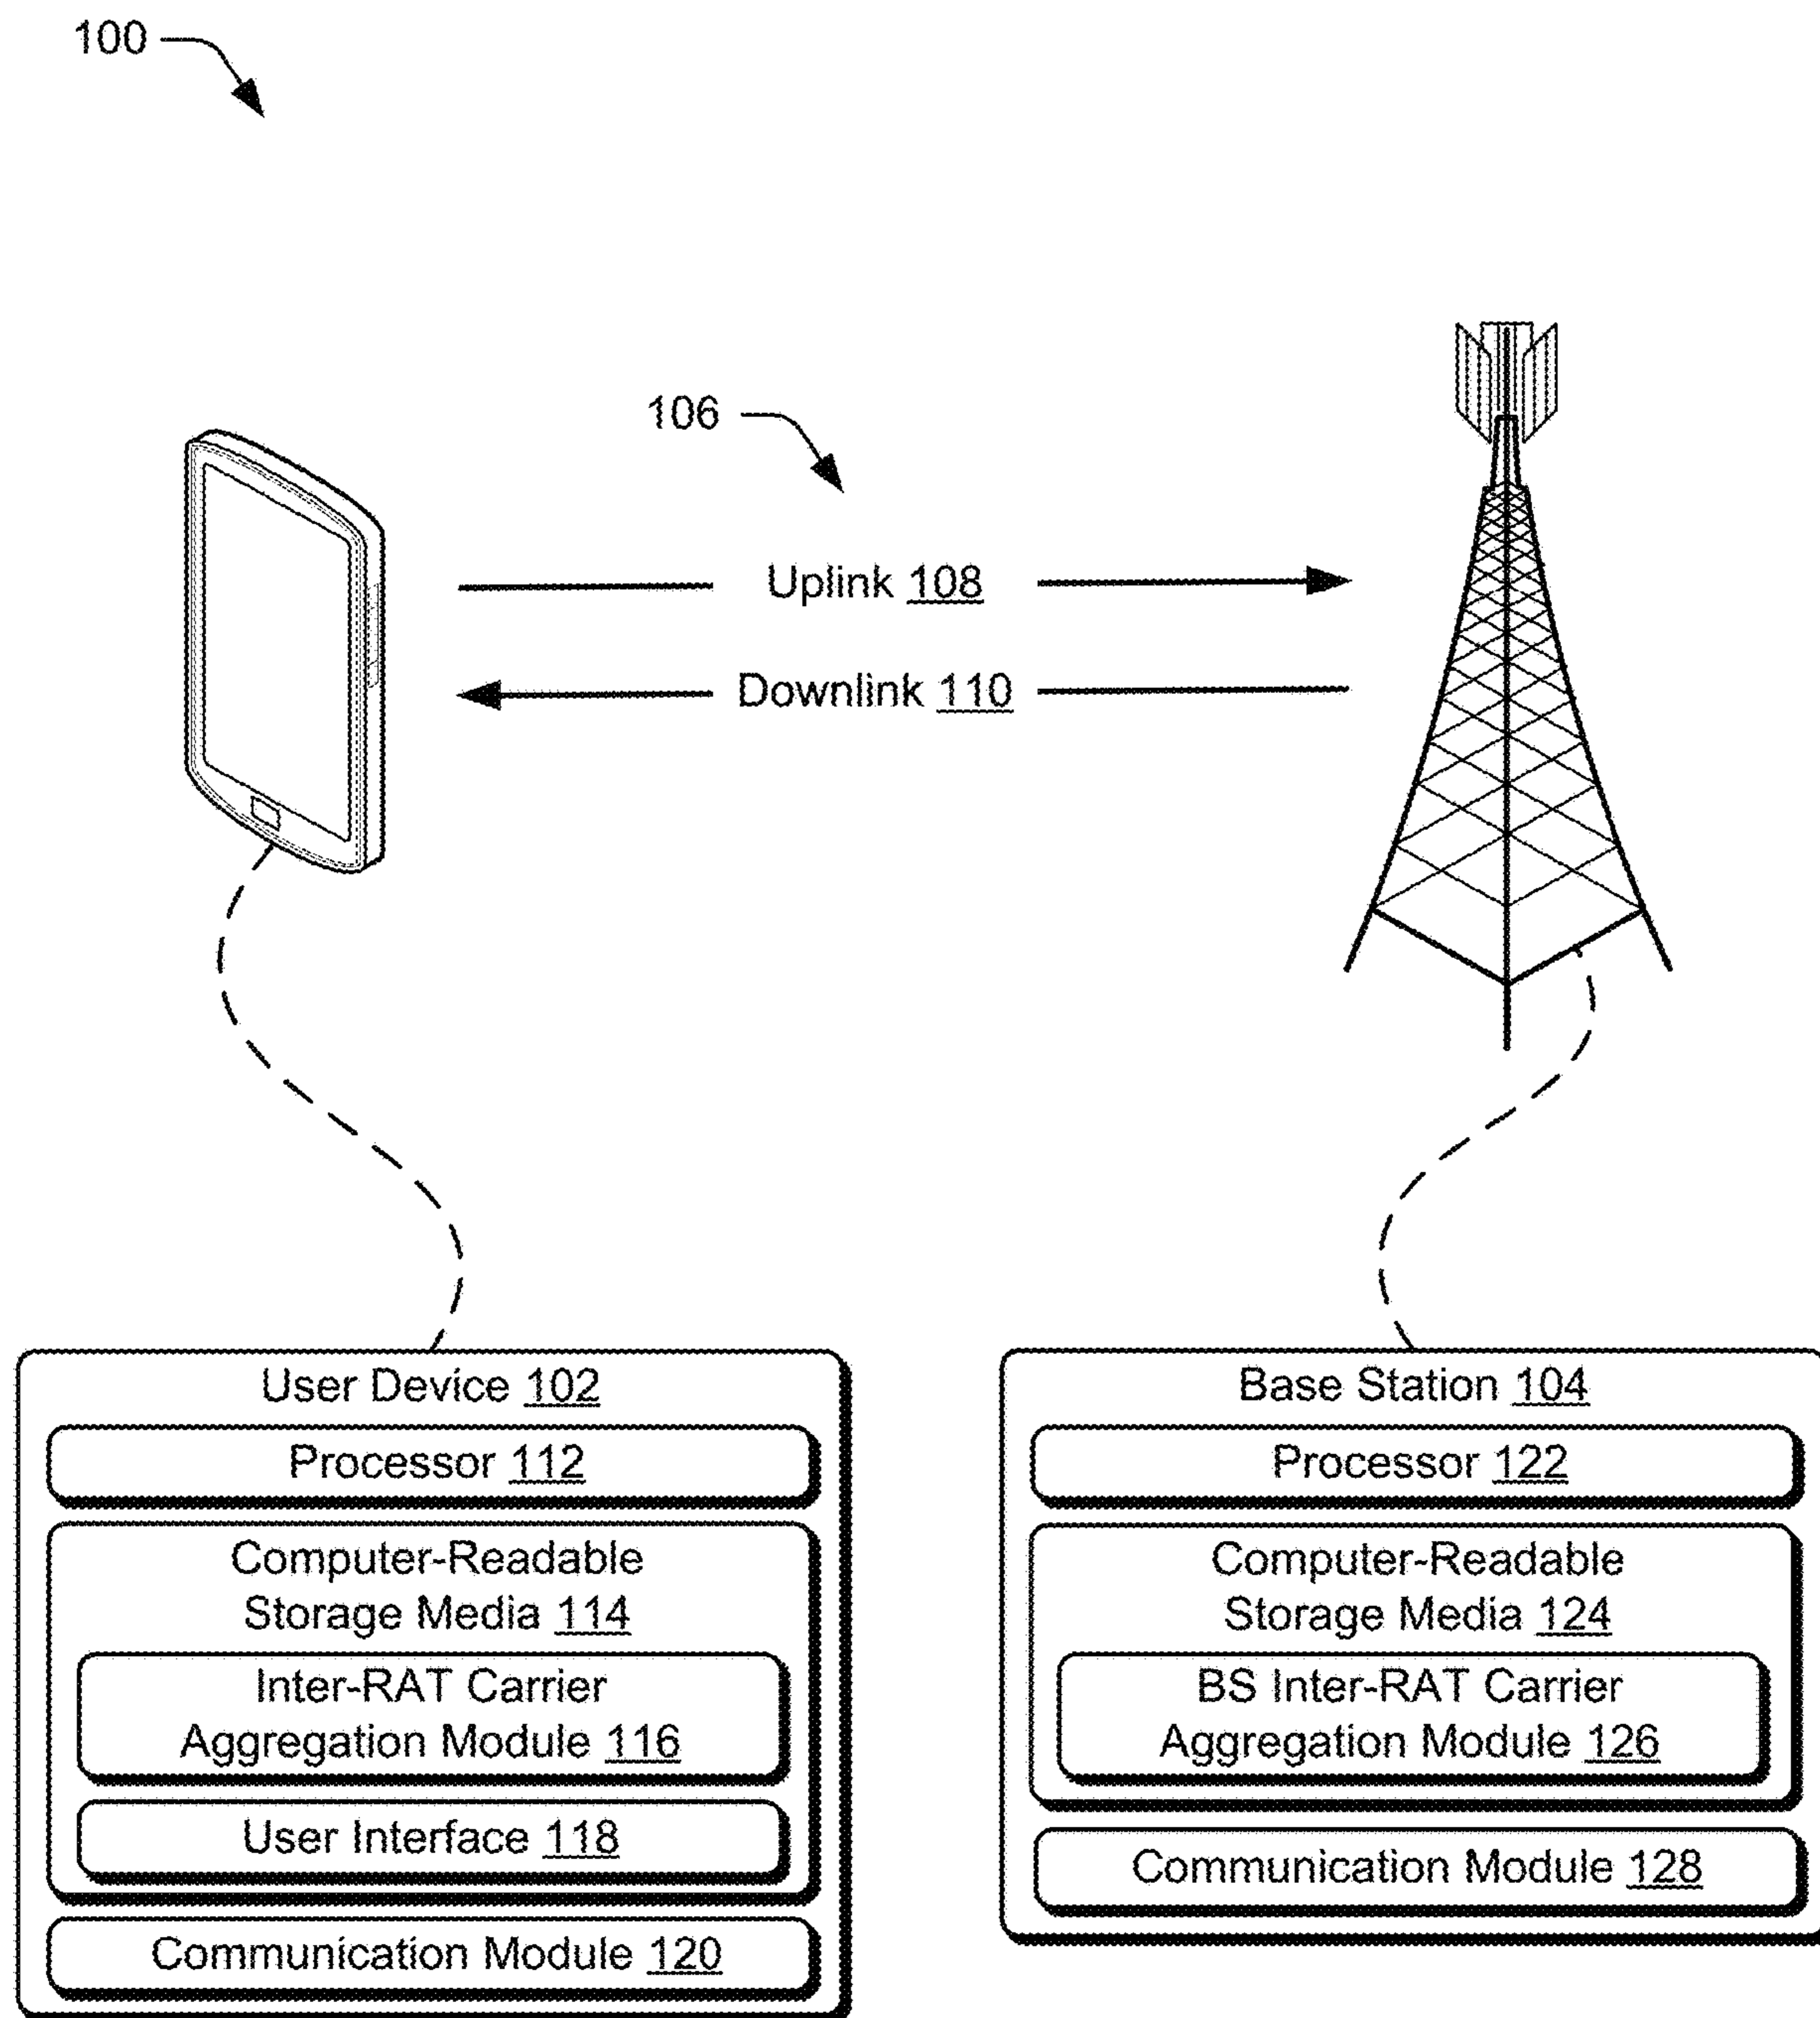 100
106
Uplink 108
Downlink 110
User Device 102
Processor 112
Computer-Readable
Storage Media 114
Inter-RAT Carrier
Aggregation Module 116
User Interface 118
Communication Module 120
Base Station 104
Processor 122
Computer-Readable
Storage Media 124
BS Inter-RAT Carrier
Aggregation Module 126
Communication Module 128